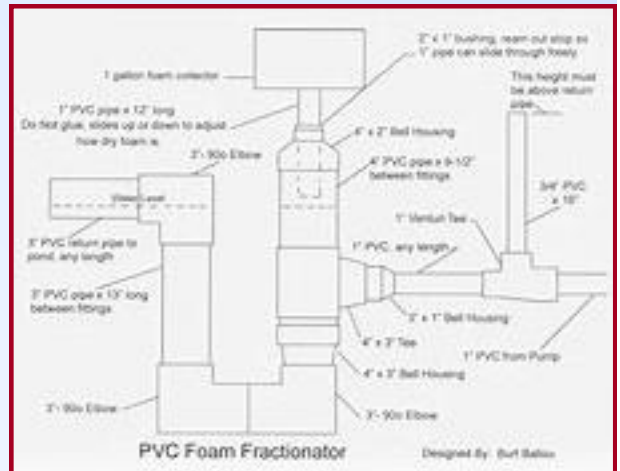 2" x 1" bushing, ream out stop so
1" pipe can slide through freely.
1 gallon foam collector
This height must
be above return
pipe
1" PVC pipe x 12" long
Do Not glue, slides up or down to adjust
how dry foam is.
4" x 2" Bell Housing
3"- 90o Elbow
4" PVC pipe x 9-1/2"
between fittings
Water Level
3/4" PVC
x 18"
1" Venturi Tee
3" PVC return pipe to
pond, any length
1" PVC, any length
3" PVC pipe x 13" long
between fittings
3" x 1" Bell Housing
4" x 3" Tee
1" PVC from Pump
4" x 3" Bell Housing
3"- 90o Elbow
3"- 90o Elbow
PVC Foam Fractionator
Designed By: Burt Ballou